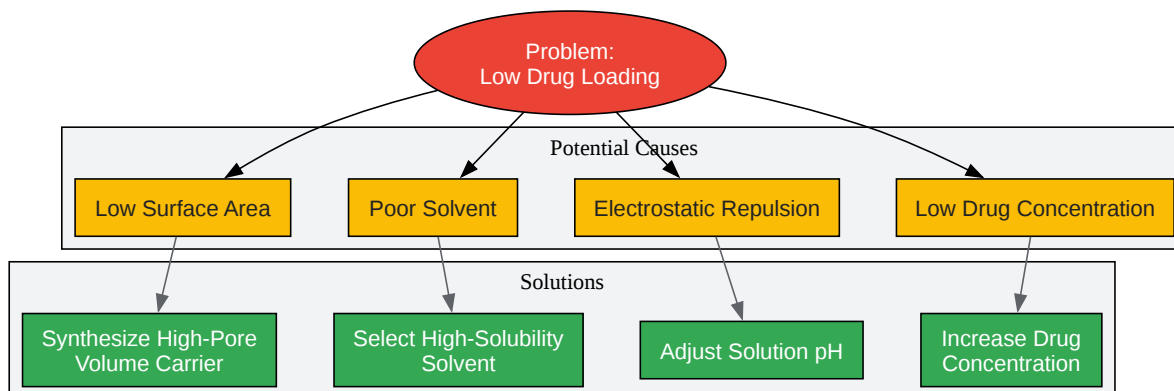 Problem:
Low Drug Loading
Potential Causes
Low Surface Area
Poor Solvent
Electrostatic Repulsion
Low Drug Concentration
Solutions
Synthesize High-Pore
Volume Carrier
Select High-Solubility
Solvent
Adjust Solution pH
Increase Drug
Concentration